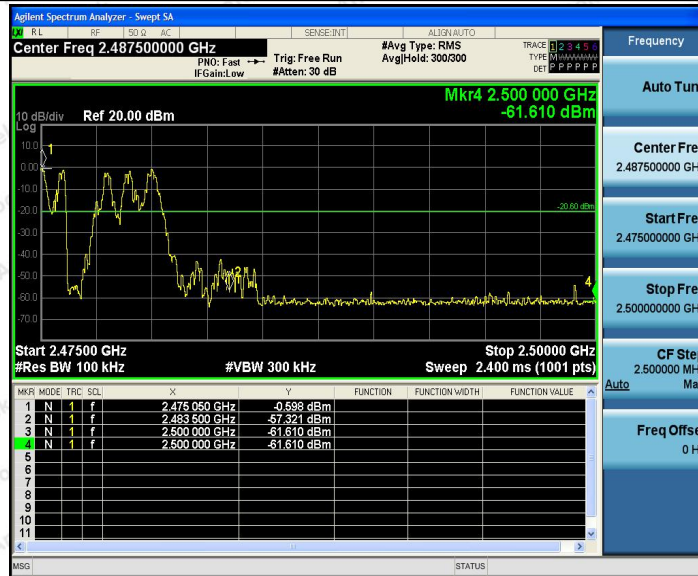 Agilent Spectrum Analyzer - Swept SA
RL RF 50 Ω AC SENSE:INT ALIGN AUTO
Center Freq 2.487500000 GHz
PNO: Fast Trig: Free Run
IFGain:Low #Atten: 30 dB
#Avg Type: RMS
Avg|Hold: 300/300
TRACE 1 2 3 4 5 6
TYPE M
DET P P P P P P
Mkr4 2.500 000 GHz
-61.610 dBm
10 dB/div Ref 20.00 dBm
Log
10.0
0.00
-10.0
-20.0
-30.0
-40.0
-50.0
-60.0
-70.0
1
2
4
-20.60 dBm
Start 2.47500 GHz Stop 2.50000 GHz
#Res BW 100 kHz #VBW 300 kHz Sweep 2.400 ms (1001 pts)
MKR MODE TRC SCL X Y FUNCTION FUNCTION WIDTH FUNCTION VALUE
1 N 1 f 2.475 050 GHz -0.598 dBm
2 N 1 f 2.483 500 GHz -57.321 dBm
3 N 1 f 2.500 000 GHz -61.610 dBm
4 N 1 f 2.500 000 GHz -61.610 dBm
5
6
7
8
9
10
11
MSG STATUS
Frequency
Auto Tun
Center Fre
2.487500000 GH
Start Fre
2.475000000 GH
Stop Fre
2.500000000 GH
CF Ste
2.500000 MH
Auto Ma
Freq Offse
0 H